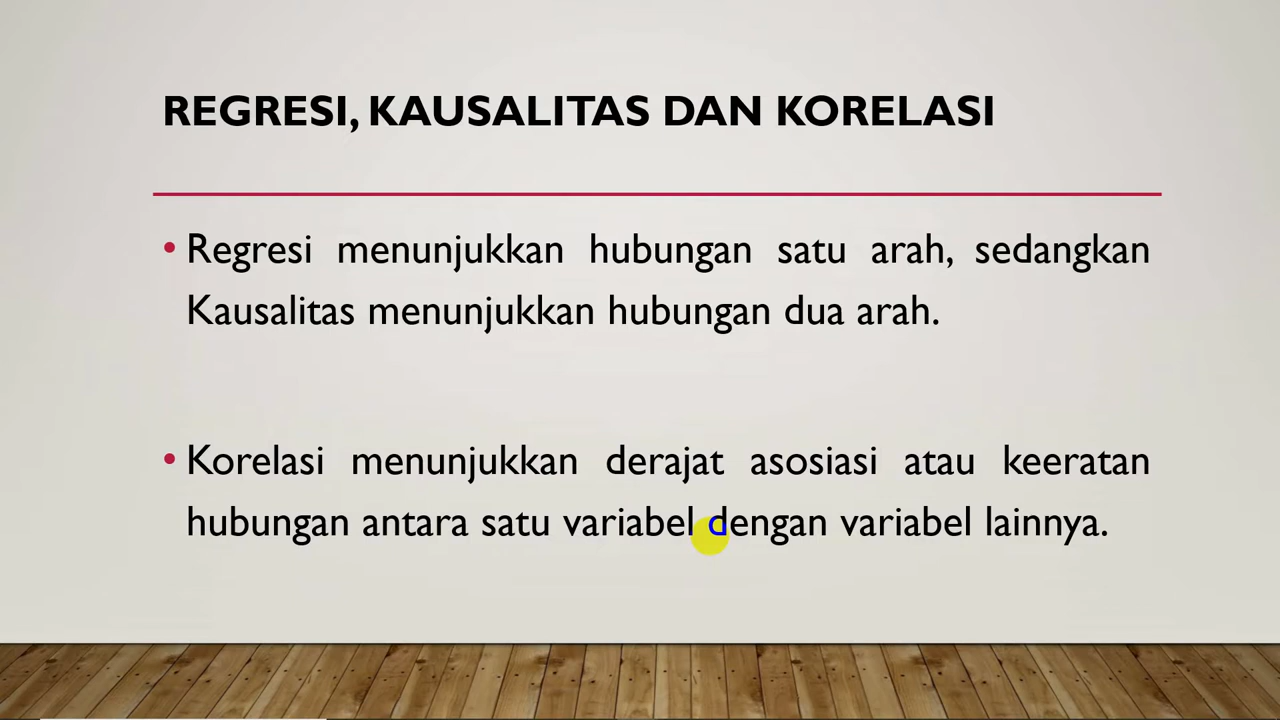 REGRESI, KAUSALITAS DAN KORELASI
• Regresi menunjukkan hubungan satu arah, sedangkan
Kausalitas menunjukkan hubungan dua arah.
• Korelasi menunjukkan derajat asosiasi atau keeratan
hubungan antara satu variabel dengan variabel lainnya.